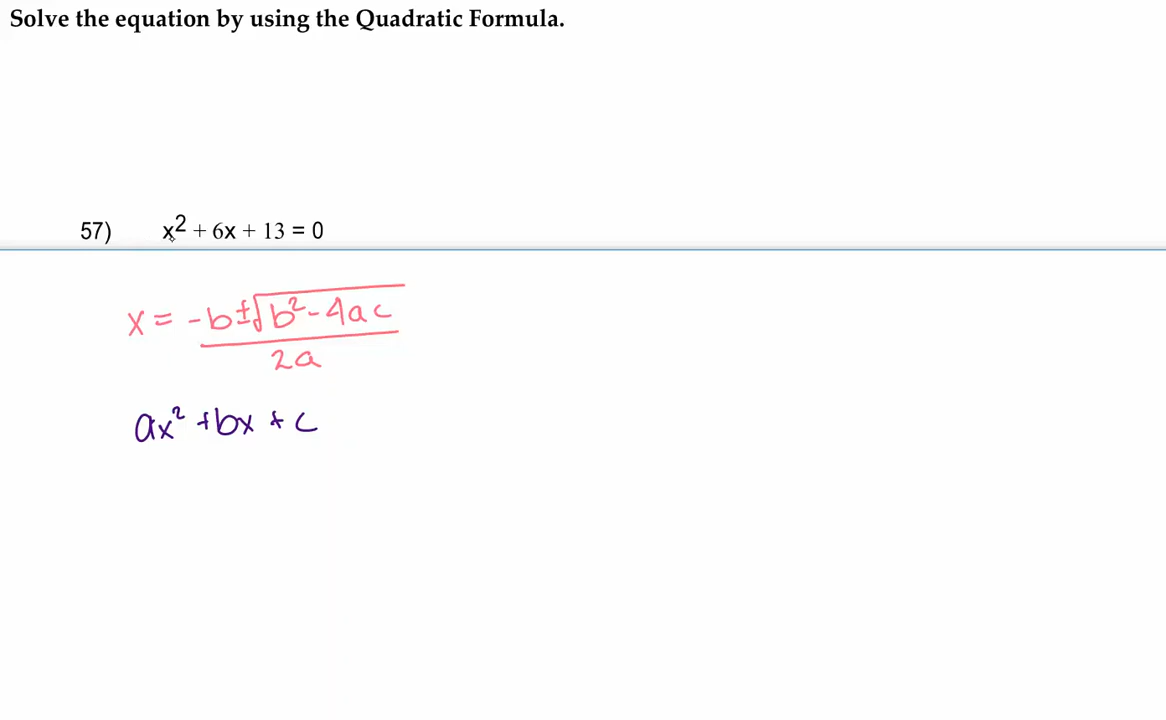 Solve the equation by using the Quadratic Formula.
57) x² + 6x + 13 = 0
x = -b±√b²-4ac
2a
ax² +bx + c